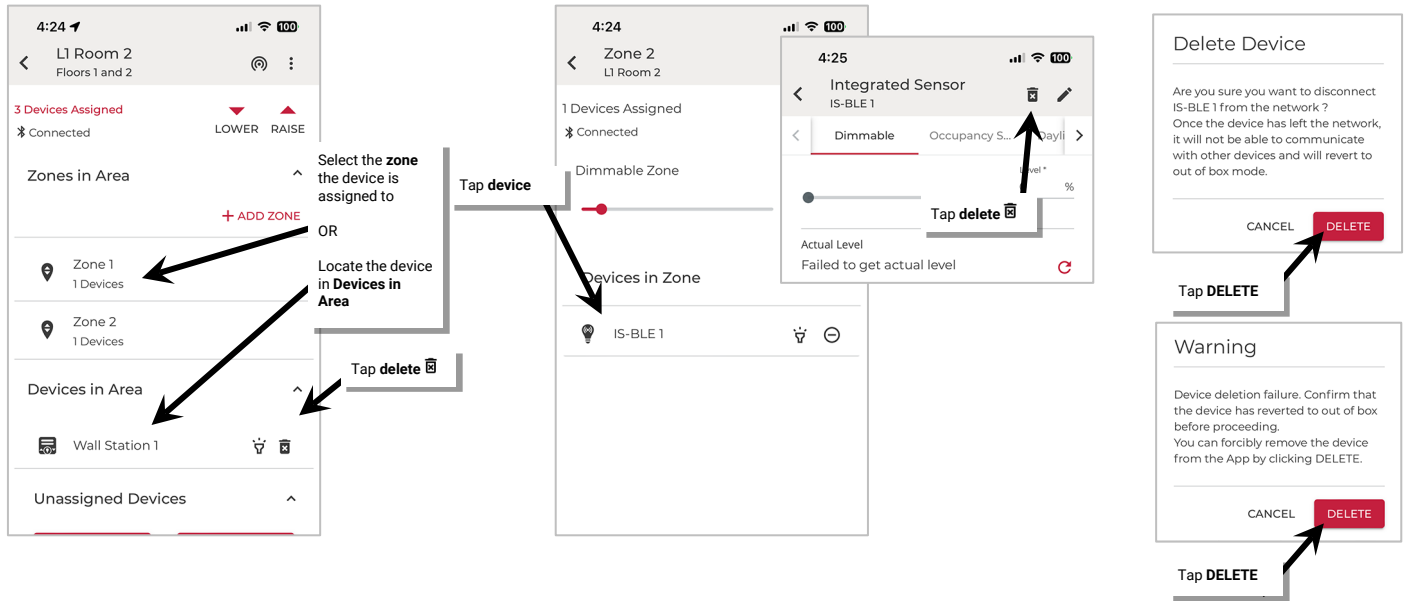 4:24
100
L1 Room 2
Floors 1 and 2
3 Devices Assigned
Connected
LOWER RAISE
Zones in Area
+ ADD ZONE
Zone 1
1 Devices
Zone 2
1 Devices
Devices in Area
Wall Station 1
Unassigned Devices
Select the zone
the device is
assigned to
OR
Locate the device
in Devices in
Area
Tap delete
Tap device
4:24
100
Zone 2
L1 Room 2
1 Devices Assigned
Connected
Dimmable Zone
Devices in Zone
IS-BLE 1
4:25
100
Integrated Sensor
IS-BLE 1
Dimmable
Occupancy S...
Dayli
Level *
%
Tap delete
Actual Level
Failed to get actual level
Delete Device
Are you sure you want to disconnect
IS-BLE 1 from the network ?
Once the device has left the network,
it will not be able to communicate
with other devices and will revert to
out of box mode.
CANCEL DELETE
Tap DELETE
Warning
Device deletion failure. Confirm that
the device has reverted to out of box
before proceeding.
You can forcibly remove the device
from the App by clicking DELETE.
CANCEL DELETE
Tap DELETE